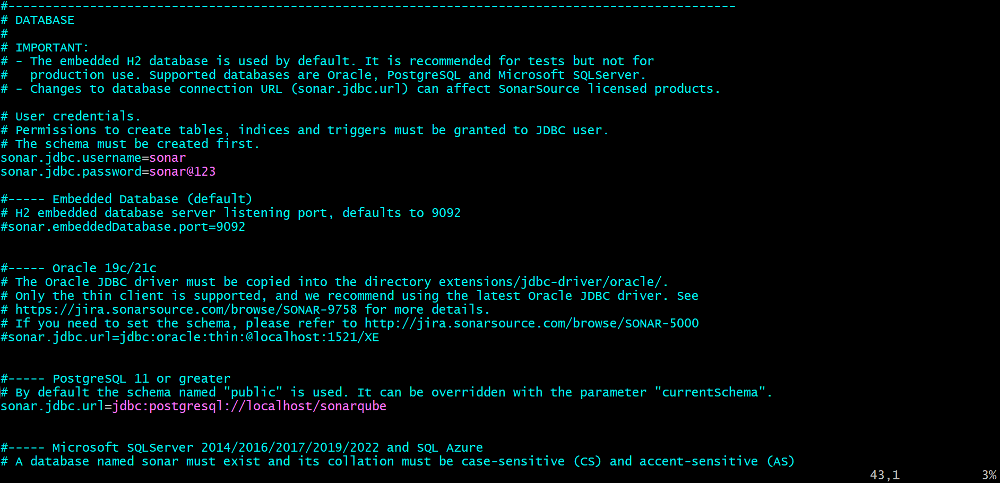 #--------------------------------------------------------------------------------------------------
# DATABASE
#
# IMPORTANT:
# - The embedded H2 database is used by default. It is recommended for tests but not for
#   production use. Supported databases are Oracle, PostgreSQL and Microsoft SQLServer.
# - Changes to database connection URL (sonar.jdbc.url) can affect SonarSource licensed products.

# User credentials.
# Permissions to create tables, indices and triggers must be granted to JDBC user.
# The schema must be created first.
sonar.jdbc.username=sonar
sonar.jdbc.password=sonar@123

#----- Embedded Database (default)
# H2 embedded database server listening port, defaults to 9092
#sonar.embeddedDatabase.port=9092


#----- Oracle 19c/21c
# The Oracle JDBC driver must be copied into the directory extensions/jdbc-driver/oracle/.
# Only the thin client is supported, and we recommend using the latest Oracle JDBC driver. See
# https://jira.sonarsource.com/browse/SONAR-9758 for more details.
# If you need to set the schema, please refer to http://jira.sonarsource.com/browse/SONAR-5000
#sonar.jdbc.url=jdbc:oracle:thin:@localhost:1521/XE


#----- PostgreSQL 11 or greater
# By default the schema named "public" is used. It can be overridden with the parameter "currentSchema".
sonar.jdbc.url=jdbc:postgresql://localhost/sonarqube


#----- Microsoft SQLServer 2014/2016/2017/2019/2022 and SQL Azure
# A database named sonar must exist and its collation must be case-sensitive (CS) and accent-sensitive (AS)
43,1 3%